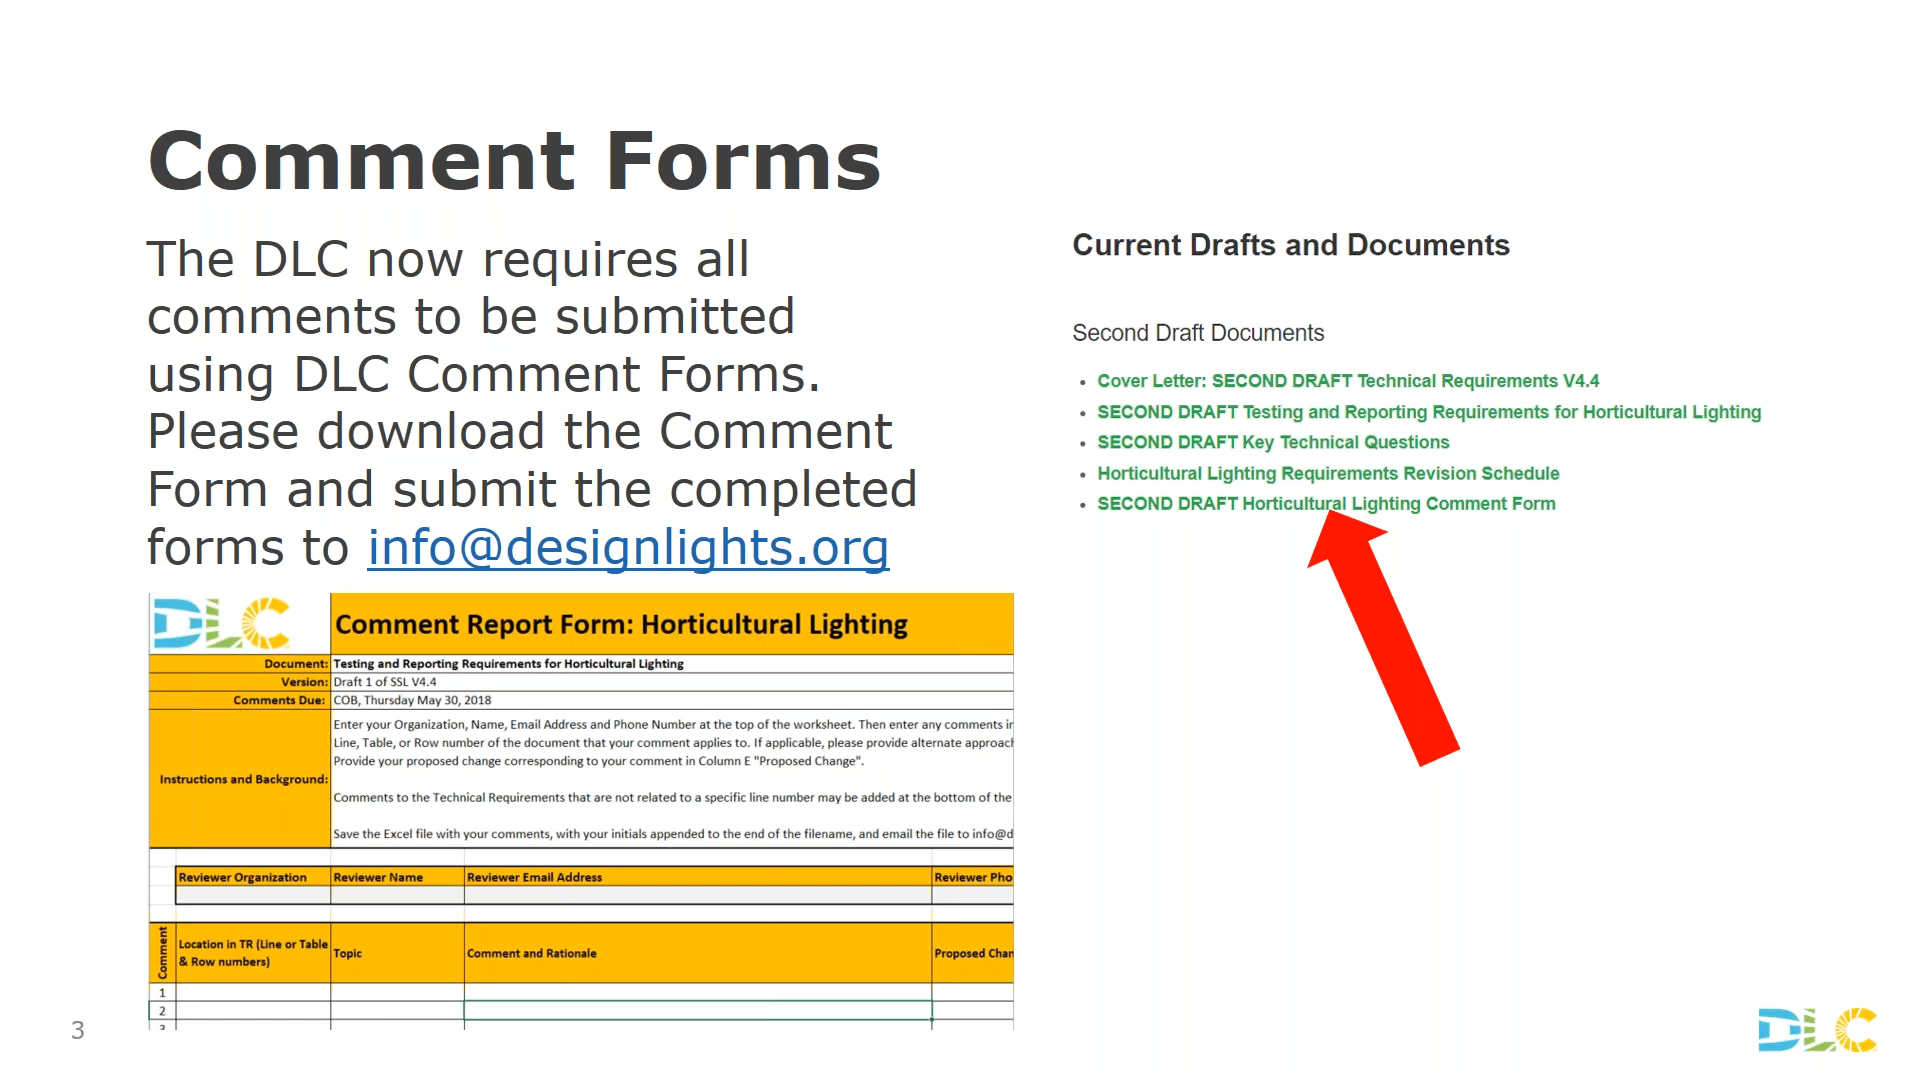 Comment Forms
The DLC now requires all
comments to be submitted
using DLC Comment Forms.
Please download the Comment
Form and submit the completed
forms to info@designlights.org
Current Drafts and Documents
Second Draft Documents
• Cover Letter: SECOND DRAFT Technical Requirements V4.4
• SECOND DRAFT Testing and Reporting Requirements for Horticultural Lighting
• SECOND DRAFT Key Technical Questions
• Horticultural Lighting Requirements Revision Schedule
• SECOND DRAFT Horticultural Lighting Comment Form
DLC Comment Report Form: Horticultural Lighting
Document: Testing and Reporting Requirements for Horticultural Lighting
Version: Draft 1 of SSL V4.4
Comments Due: COB, Thursday May 30, 2018
Instructions and Background:
Enter your Organization, Name, Email Address and Phone Number at the top of the worksheet. Then enter any comments in
Line, Table, or Row number of the document that your comment applies to. If applicable, please provide alternate approach
Provide your proposed change corresponding to your comment in Column E "Proposed Change".
Comments to the Technical Requirements that are not related to a specific line number may be added at the bottom of the
Save the Excel file with your comments, with your initials appended to the end of the filename, and email the file to info@d
Reviewer Organization Reviewer Name Reviewer Email Address Reviewer Pho
Comment Location in TR (Line or Table
& Row numbers) Topic Comment and Rationale Proposed Chan
1
2
3
3
DLC